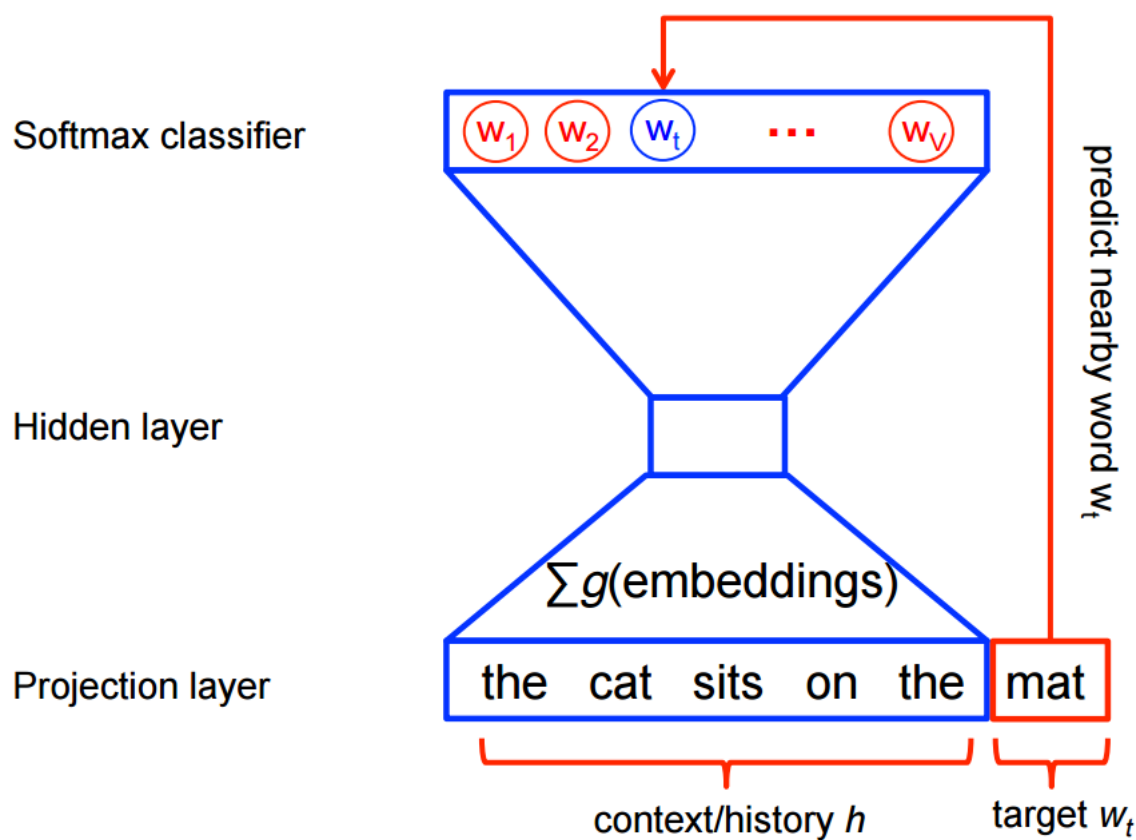 Softmax classifier
w1 w2 wt ... wV
predict nearby word wt
Hidden layer
∑g(embeddings)
Projection layer
the cat sits on the mat
context/history h
target wt